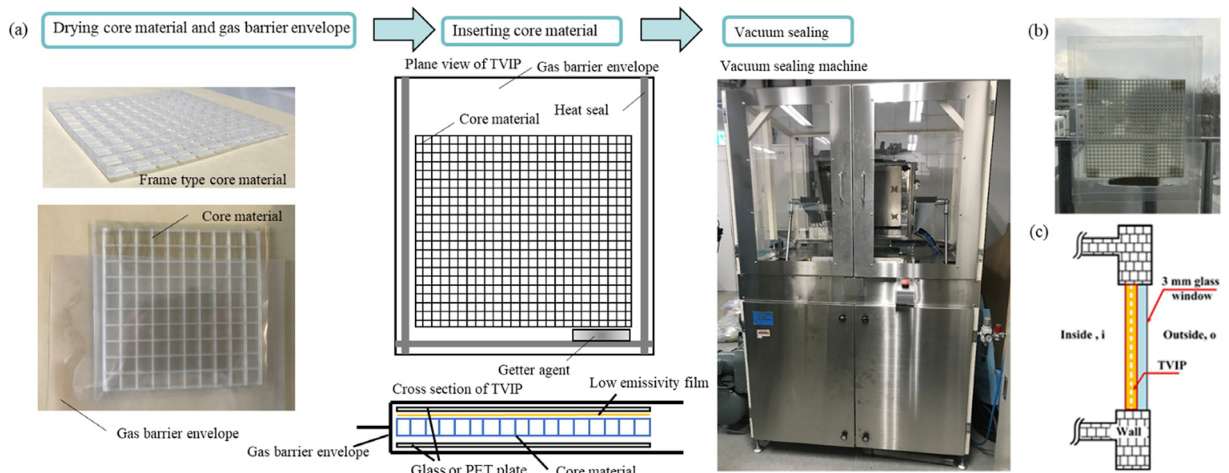 (a)
Drying core material and gas barrier envelope
Inserting core material
Vacuum sealing
Plane view of TVIP
Gas barrier envelope
Heat seal
Core material
Getter agent
Frame type core material
Core material
Gas barrier envelope
Cross section of TVIP
Low emissivity film
Gas barrier envelope
Glass or PET plate
Core material
Vacuum sealing machine
(b)
(c)
3 mm glass
window
Inside , i
Outside, o
TVIP
Wall